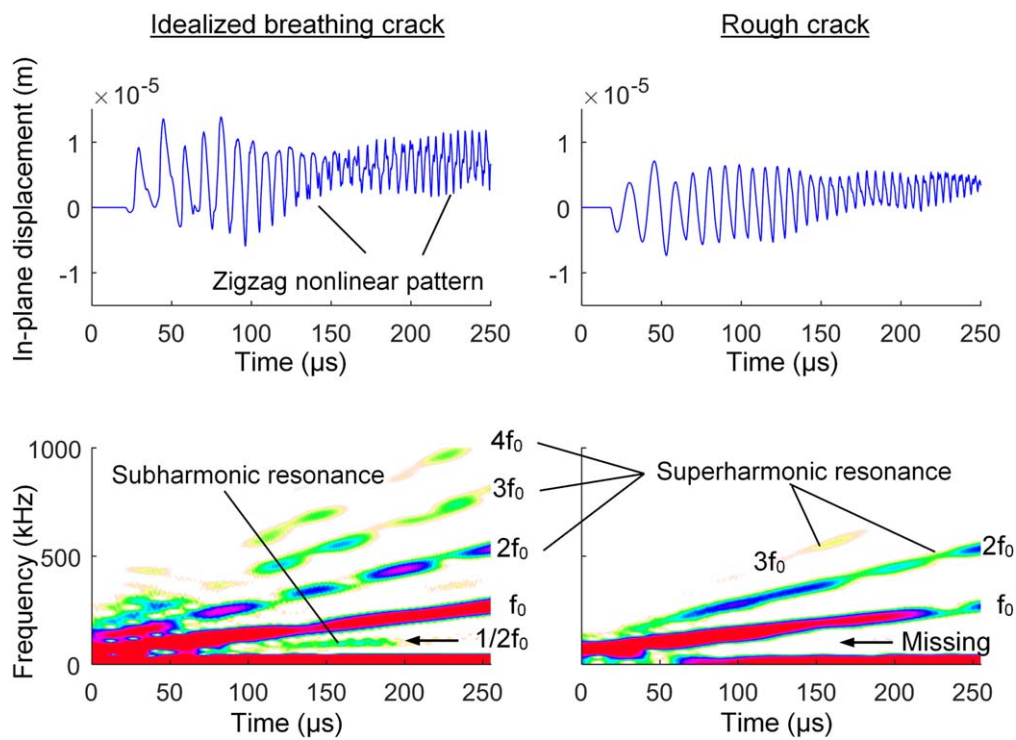 Idealized breathing crack
Rough crack
In-plane displacement (m)
× 10⁻⁵
1
0
-1
Zigzag nonlinear pattern
0 50 100 150 200 250
Time (µs)
× 10⁻⁵
1
0
-1
0 50 100 150 200 250
Time (µs)
Frequency (kHz)
1000
500
0
Subharmonic resonance
4f₀
3f₀
2f₀
f₀
1/2f₀
0 50 100 150 200 250
Time (µs)
Superharmonic resonance
3f₀
2f₀
f₀
Missing
0 50 100 150 200 250
Time (µs)